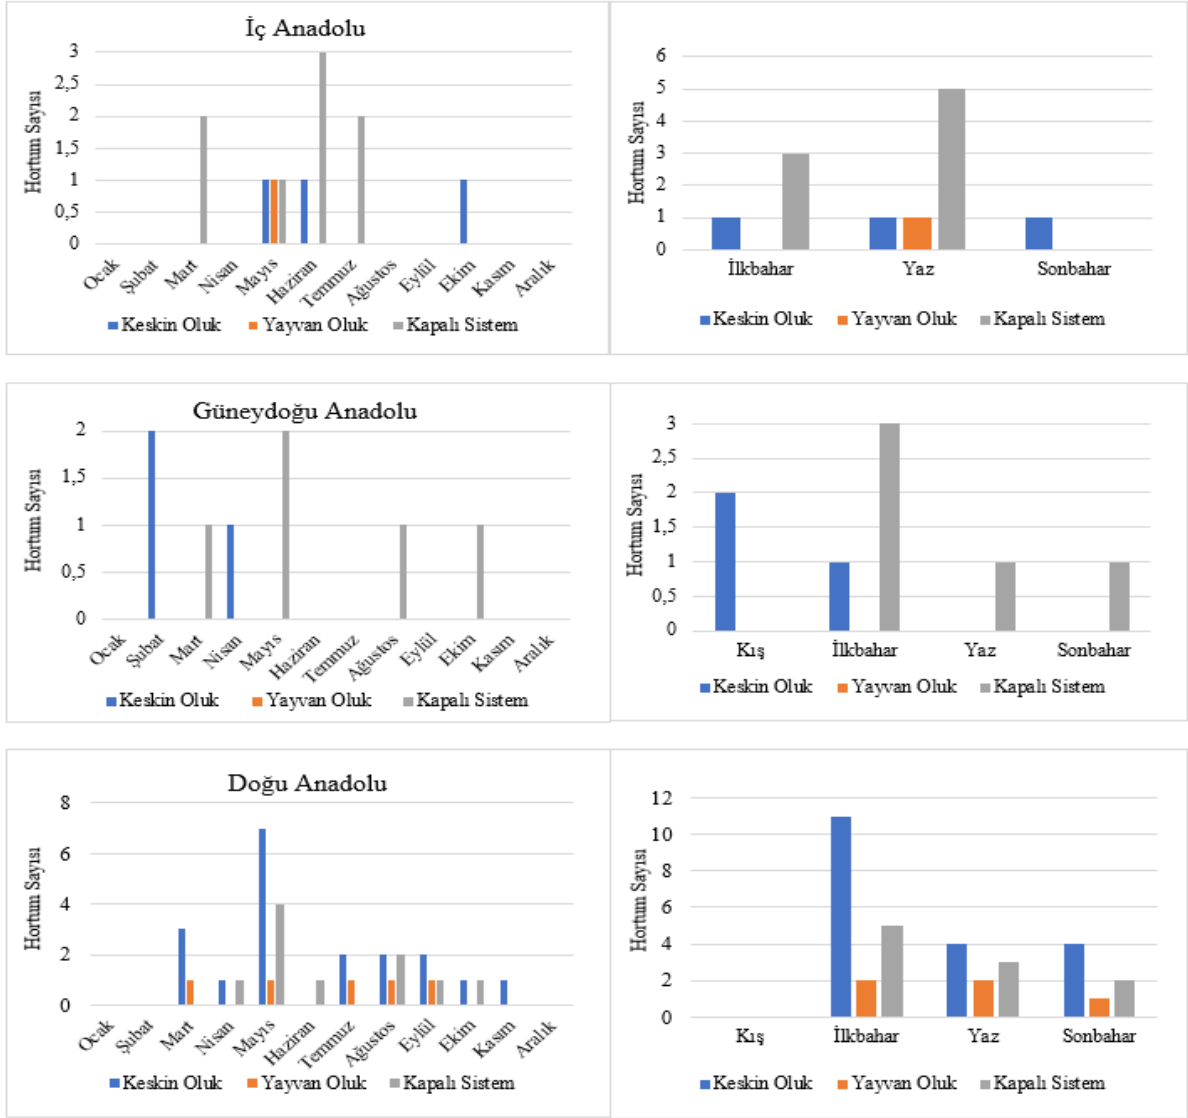 İç Anadolu
Hortum Sayısı
3
2,5
2
1,5
1
0,5
0
Ocak
Şubat
Mart
Nisan
Mayıs
Haziran
Temmuz
Ağustos
Eylül
Ekim
Kasım
Aralık
Keskin Oluk Yayvan Oluk Kapalı Sistem
Hortum Sayısı
6
5
4
3
2
1
0
İlkbahar Yaz Sonbahar
Keskin Oluk Yayvan Oluk Kapalı Sistem
Güneydoğu Anadolu
Hortum Sayısı
2
1,5
1
0,5
0
Ocak
Şubat
Mart
Nisan
Mayıs
Haziran
Temmuz
Ağustos
Eylül
Ekim
Kasım
Aralık
Keskin Oluk Yayvan Oluk Kapalı Sistem
Hortum Sayısı
3
2,5
2
1,5
1
0,5
0
Kış İlkbahar Yaz Sonbahar
Keskin Oluk Yayvan Oluk Kapalı Sistem
Doğu Anadolu
Hortum Sayısı
8
6
4
2
0
Ocak
Şubat
Mart
Nisan
Mayıs
Haziran
Temmuz
Ağustos
Eylül
Ekim
Kasım
Aralık
Keskin Oluk Yayvan Oluk Kapalı Sistem
Hortum Sayısı
12
10
8
6
4
2
0
Kış İlkbahar Yaz Sonbahar
Keskin Oluk Yayvan Oluk Kapalı Sistem